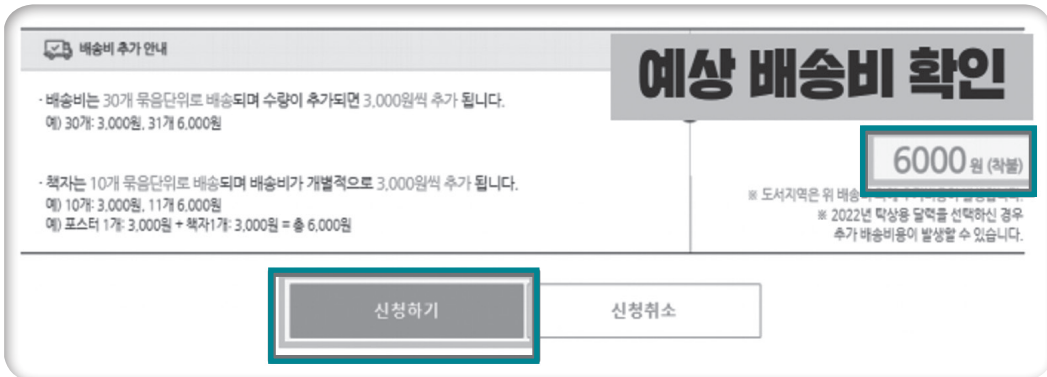 배송비 추가 안내
예상 배송비 확인
· 배송비는 30개 묶음단위로 배송되며 수량이 추가되면 3,000원씩 추가 됩니다.
예) 30개: 3,000원, 31개 6,000원
6000 원 (착불)
· 책자는 10개 묶음단위로 배송되며 배송비가 개별적으로 3,000원씩 추가 됩니다.
예) 10개: 3,000원, 11개 6,000원
예) 포스터 1개: 3,000원 + 책자1개: 3,000원 = 총 6,000원
※ 도서지역은 위 배송
※ 2022년 탁상용 달력을 선택하신 경우
추가 배송비용이 발생할 수 있습니다.
신청하기
신청취소